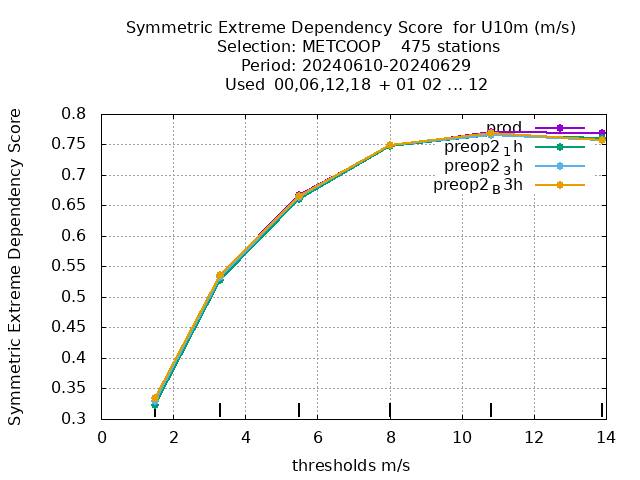 Symmetric Extreme Dependency Score for U10m (m/s)
Selection: METCOOP 475 stations
Period: 20240610-20240629
Used 00,06,12,18 + 01 02 ... 12
Symmetric Extreme Dependency Score
0.8
0.75
0.7
0.65
0.6
0.55
0.5
0.45
0.4
0.35
0.3
prod
preop2 1h
preop2 3h
preop2 B3h
0 2 4 6 8 10 12 14
thresholds m/s